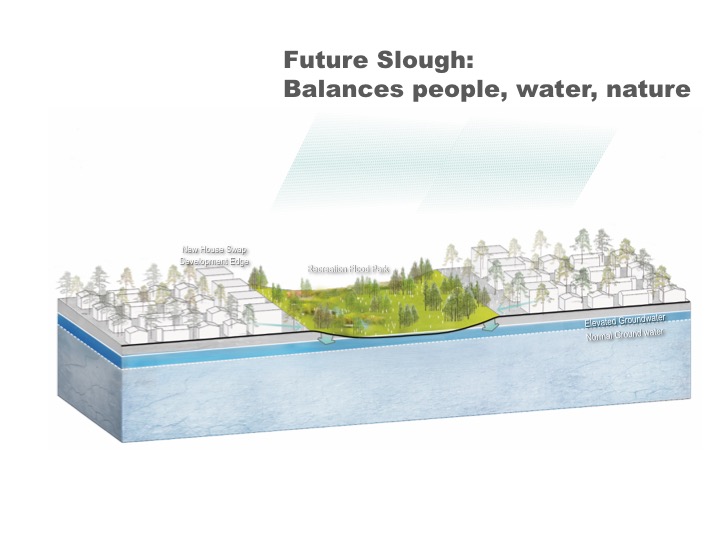 Future Slough:
Balances people, water, nature
New House Swap
Development Edge
Recreation Flood Park
Elevated Groundwater
Normal Ground Water